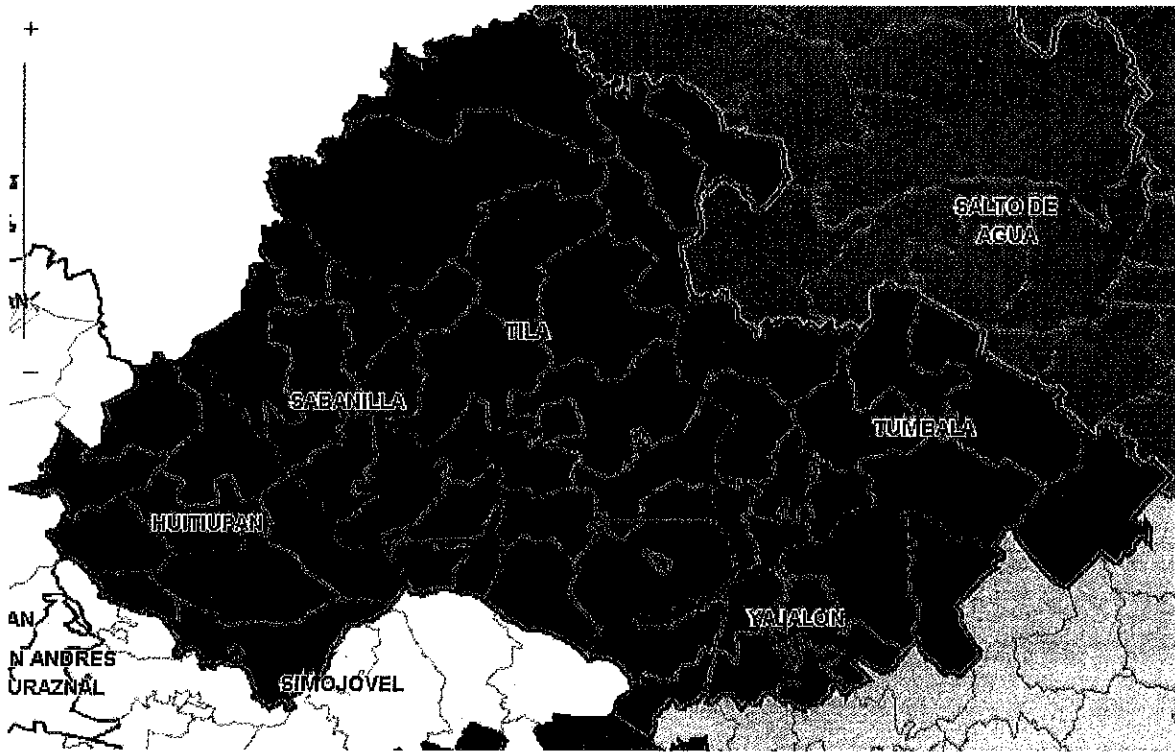 SALTO DE
AGUA
TILA
SABANILLA
TUMBALA
HUITIUPAN
YAJALON
AN
N ANDRES
URAZNAL
SIMOJOVEL